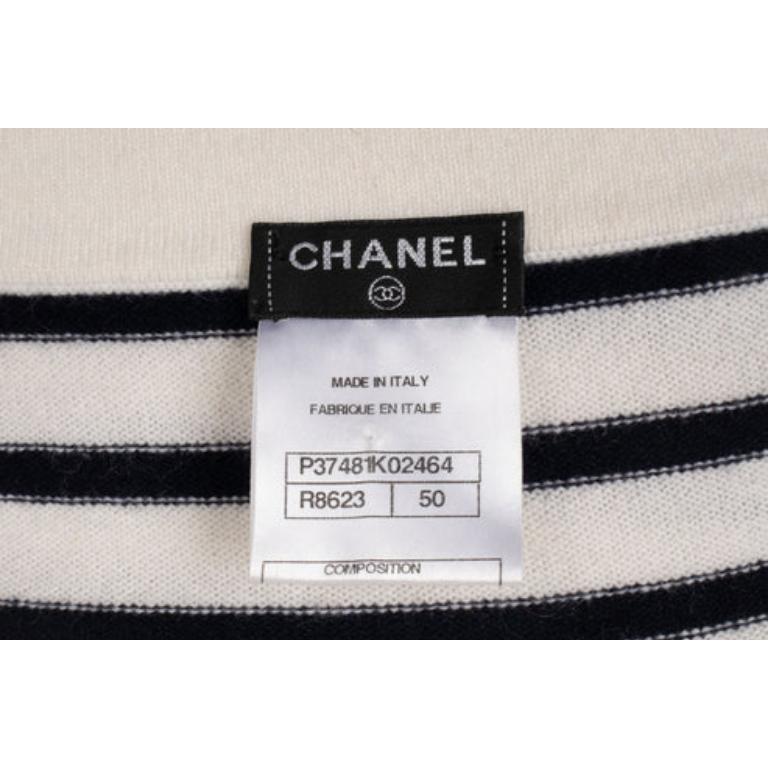 CHANEL
MADE IN ITALY
FABRIQUE EN ITALIE
P37481K02464
R8623 50
COMPOSITION